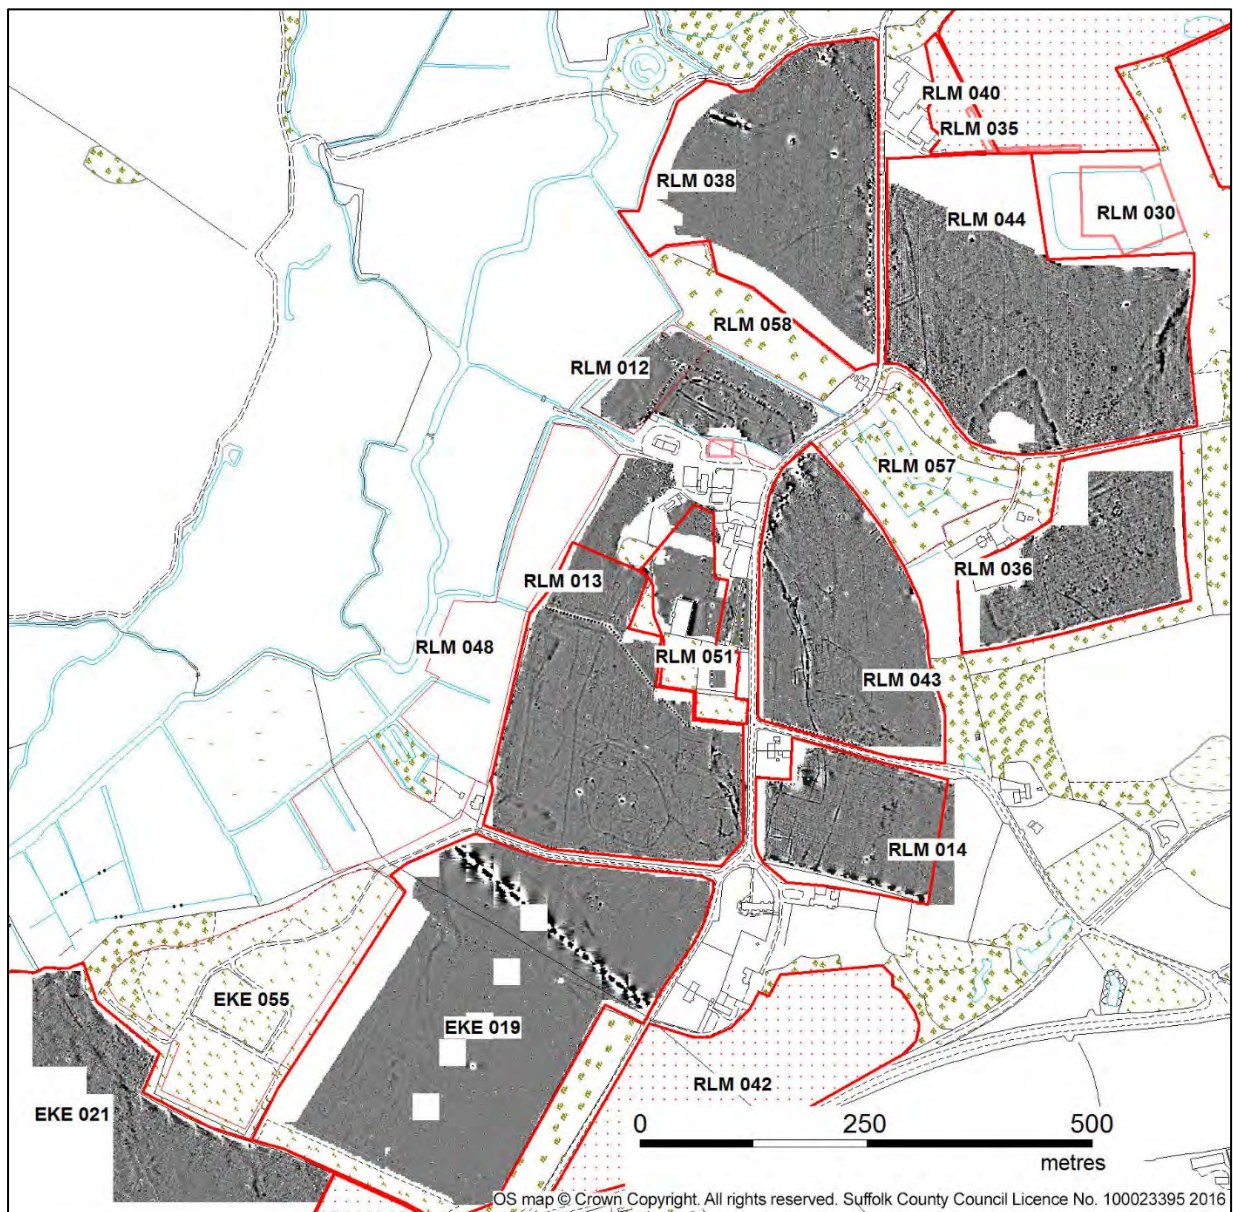 RLM 040
RLM 035
RLM 038
RLM 044
RLM 030
RLM 058
RLM 012
RLM 057
RLM 036
RLM 013
RLM 048
RLM 051
RLM 043
RLM 014
EKE 055
EKE 019
RLM 042
EKE 021
0 250 500
metres
OS map © Crown Copyright. All rights reserved. Suffolk County Council Licence No. 100023395 2016